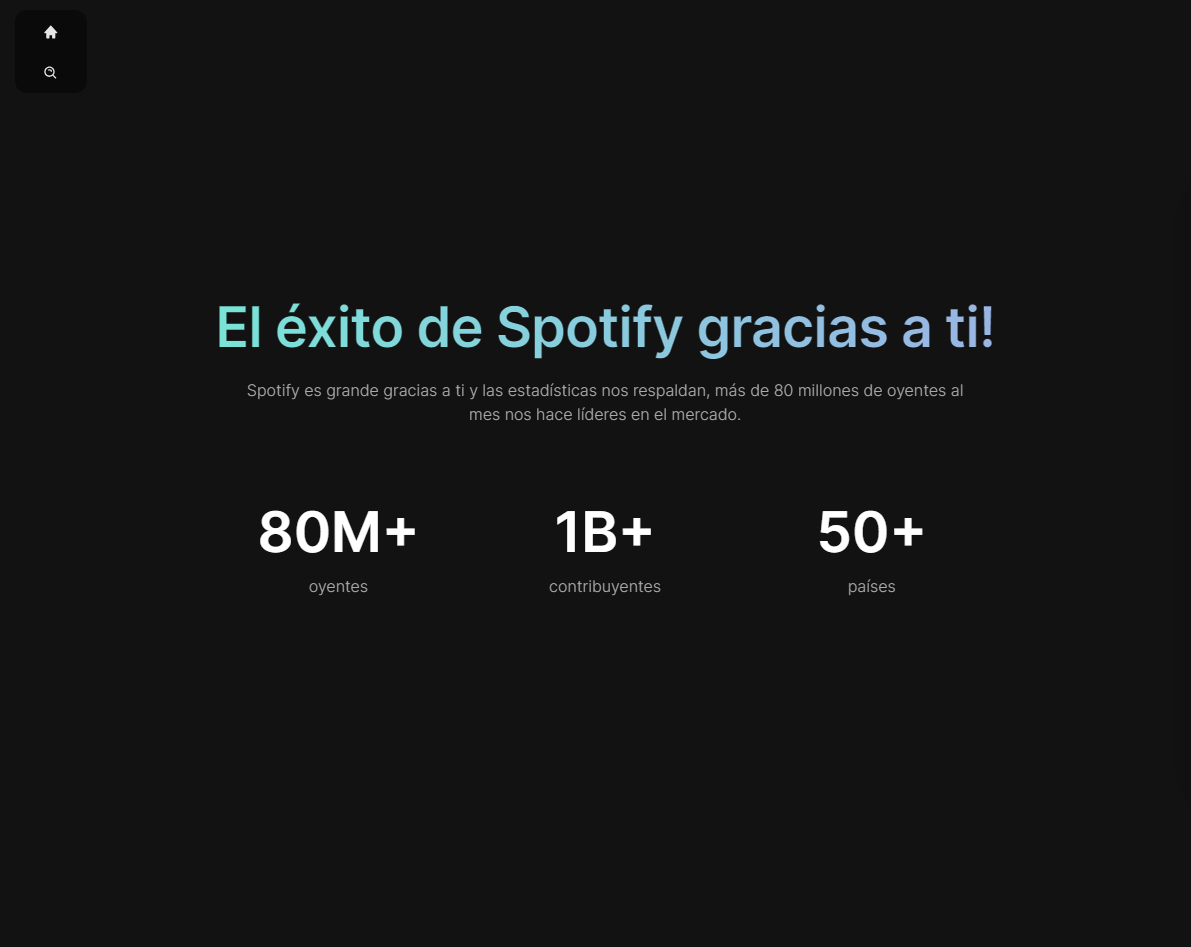 El éxito de Spotify gracias a ti!
Spotify es grande gracias a ti y las estadísticas nos respaldan, más de 80 millones de oyentes al
mes nos hace líderes en el mercado.
80M+ 1B+ 50+
oyentes contribuyentes países